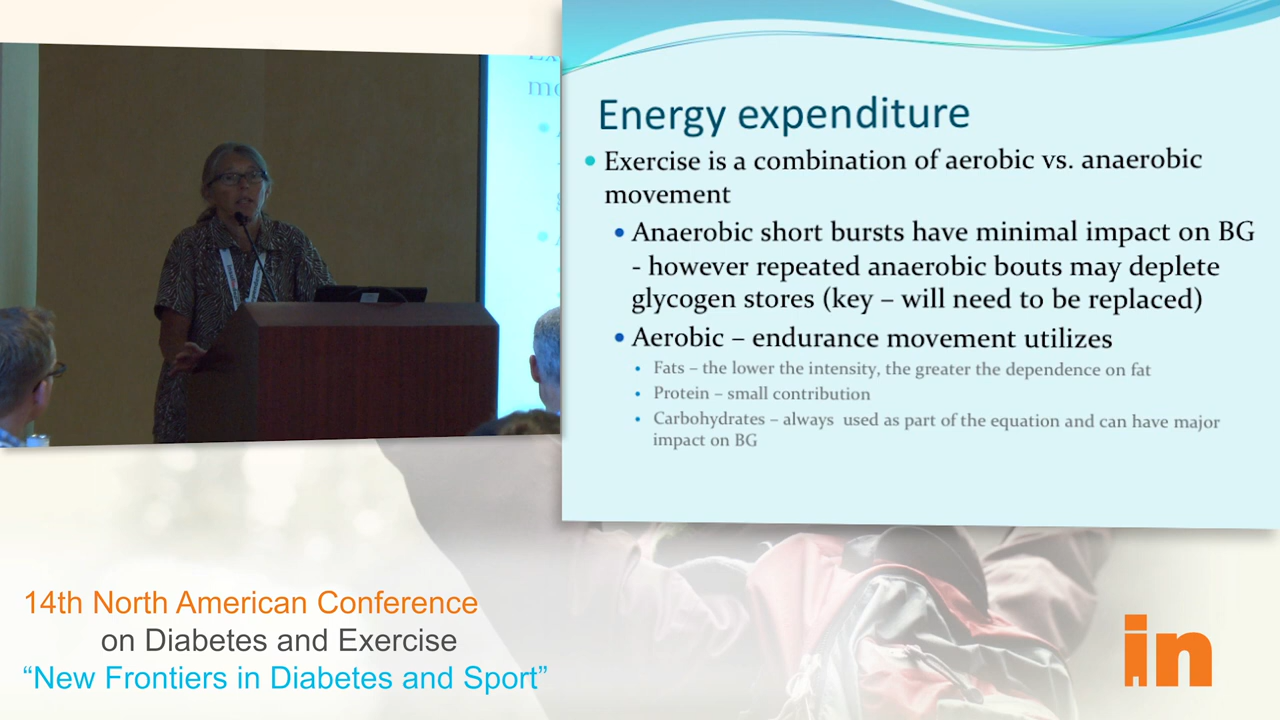 Energy expenditure
• Exercise is a combination of aerobic vs. anaerobic
movement
• Anaerobic short bursts have minimal impact on BG
- however repeated anaerobic bouts may deplete
glycogen stores (key – will need to be replaced)
• Aerobic – endurance movement utilizes
• Fats – the lower the intensity, the greater the dependence on fat
• Protein – small contribution
• Carbohydrates – always used as part of the equation and can have major
impact on BG
14th North American Conference
on Diabetes and Exercise
“New Frontiers in Diabetes and Sport”
in